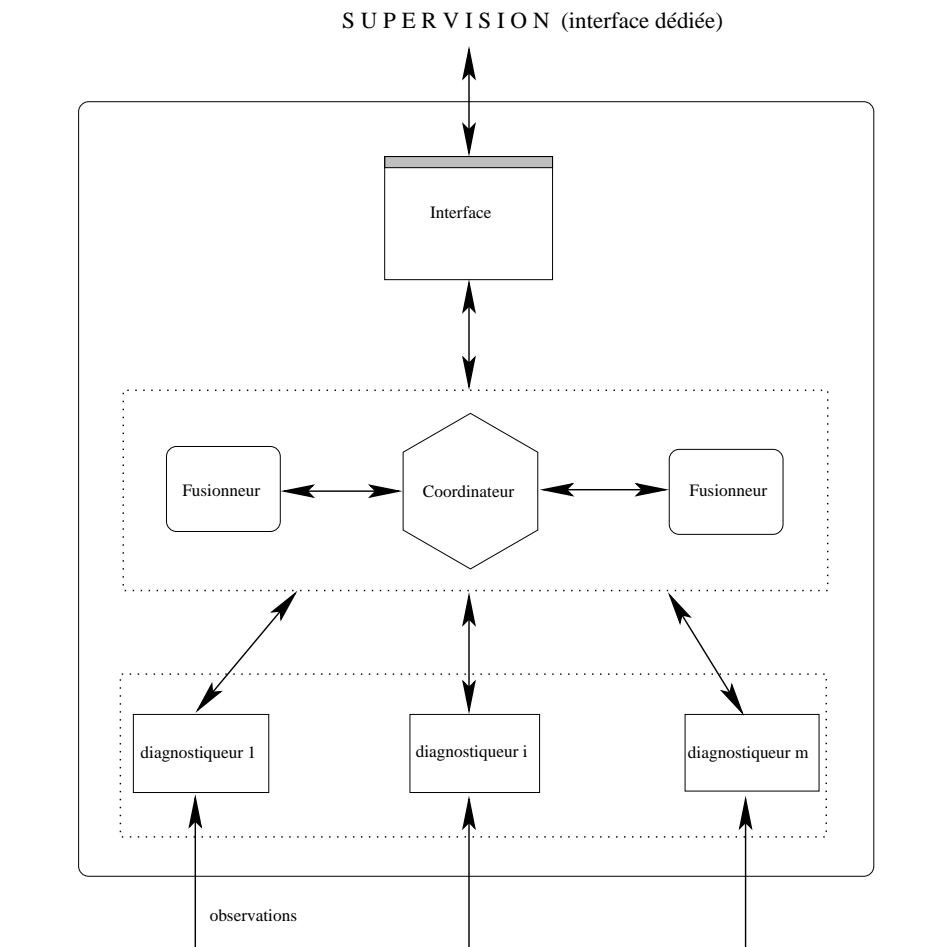 S U P E R V I S I O N (interface dédiée)
Interface
Fusionneur
Coordinateur
Fusionneur
diagnostiqueur 1
diagnostiqueur i
diagnostiqueur m
observations